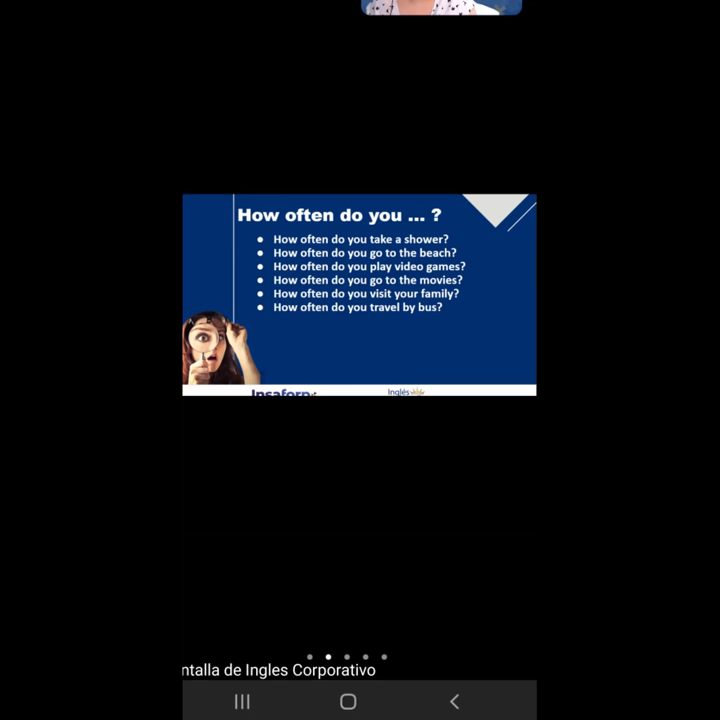 How often do you ... ?
● How often do you take a shower?
● How often do you go to the beach?
● How often do you play video games?
● How often do you go to the movies?
● How often do you visit your family?
● How often do you travel by bus?
Insaforp
Inglés
ntalla de Ingles Corporativo